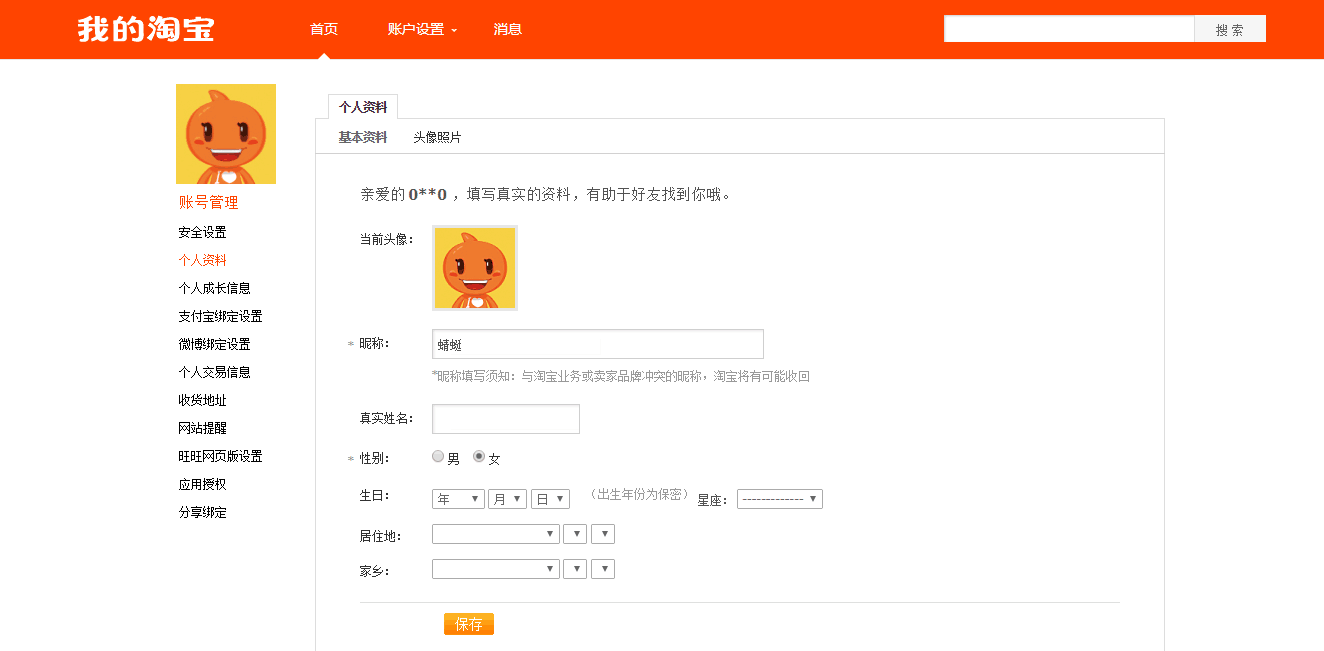 我的淘宝 首页 账户设置 消息 搜 索
个人资料
基本资料 头像照片
亲爱的 0**0 ，填写真实的资料，有助于好友找到你哦。
账号管理
安全设置
个人资料
个人成长信息
支付宝绑定设置
微博绑定设置
个人交易信息
收货地址
网站提醒
旺旺网页版设置
应用授权
分享绑定
当前头像：
* 昵称： 蜻蜓
*昵称填写须知：与淘宝业务或卖家品牌冲突的昵称，淘宝将有可能收回
真实姓名：
* 性别： 男 女
生日： 年 月 日 （出生年份为保密） 星座： -------------
居住地：
家乡：
保存